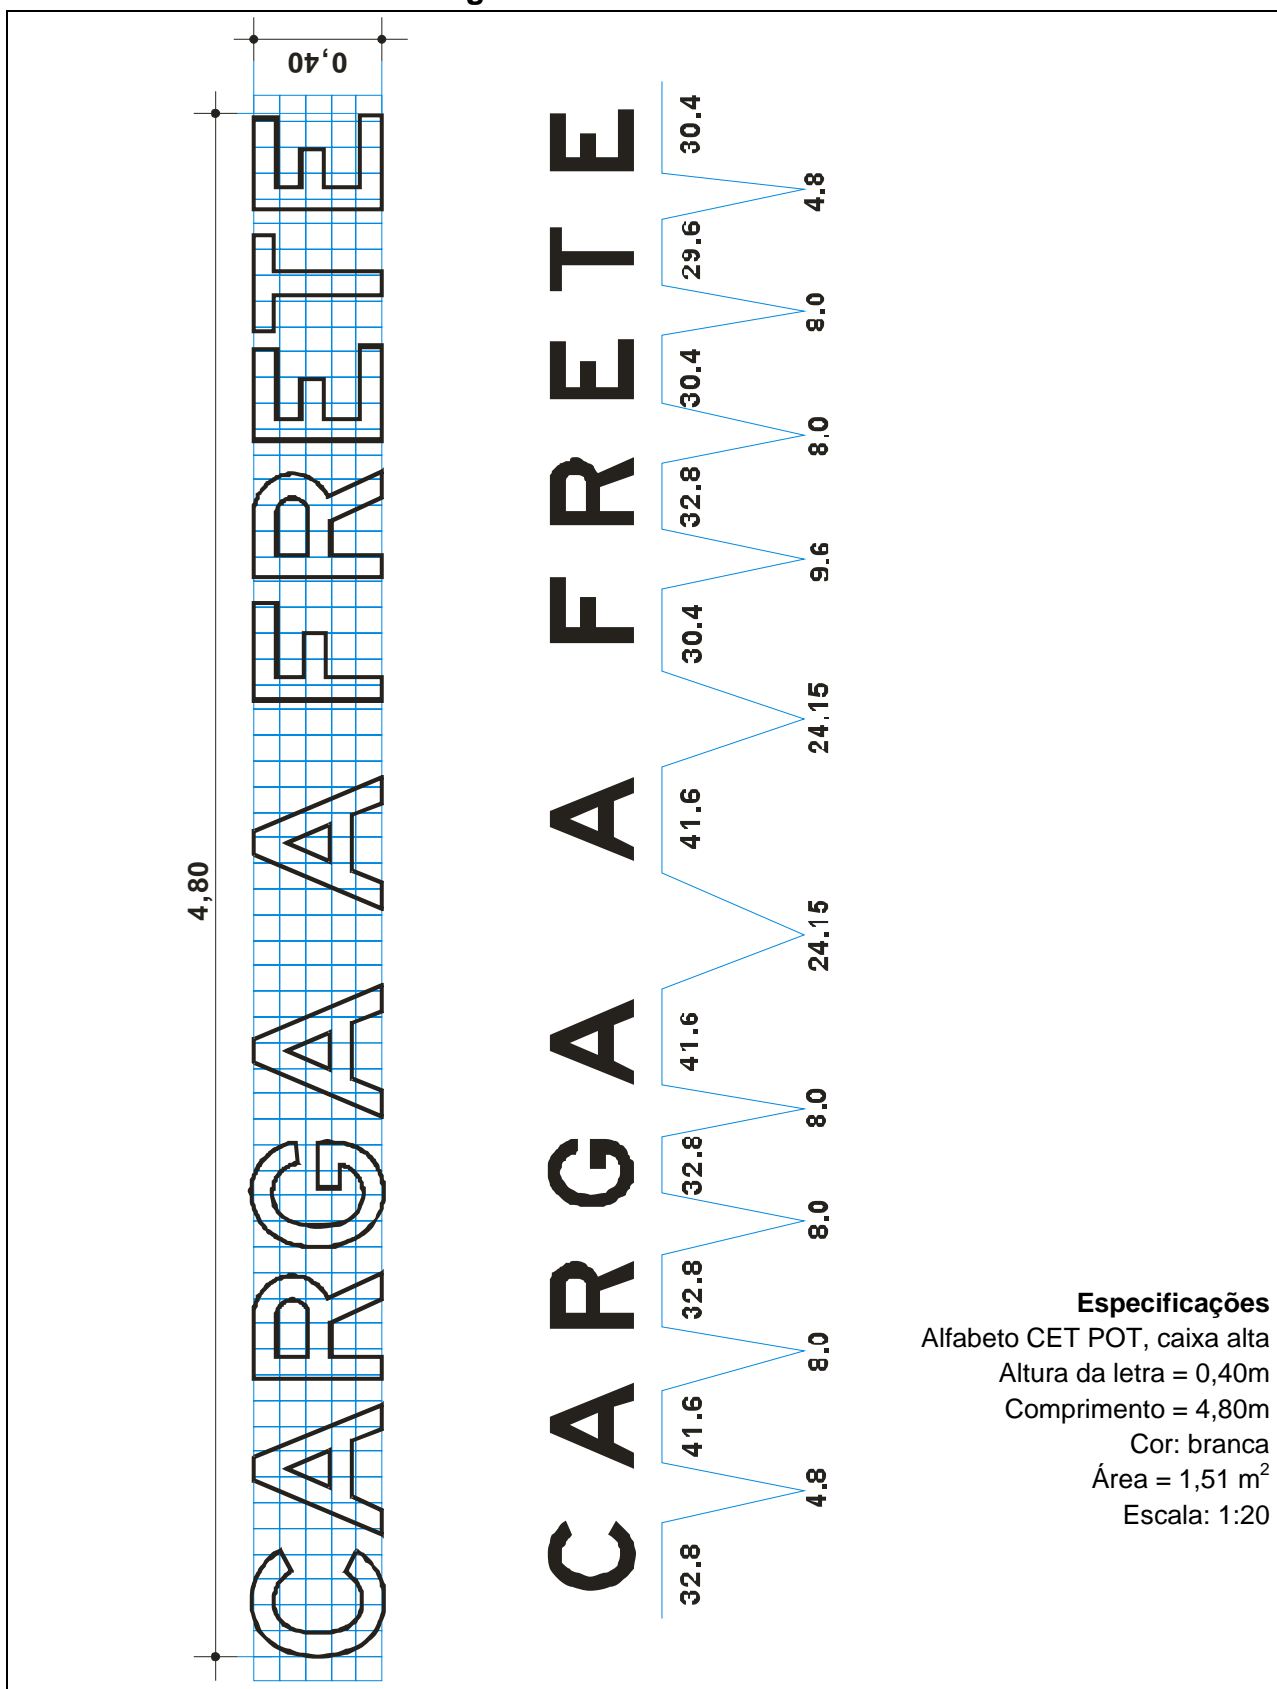 0,40
4,80
CARGA A FRETE
CARGA A FRETE
30.4
4.8
29.6
8.0
30.4
8.0
32.8
9.6
30.4
24.15
41.6
24.15
41.6
8.0
32.8
8.0
32.8
8.0
41.6
4.8
32.8
Especificações
Alfabeto CET POT, caixa alta
Altura da letra = 0,40m
Comprimento = 4,80m
Cor: branca
Área = 1,51 m²
Escala: 1:20